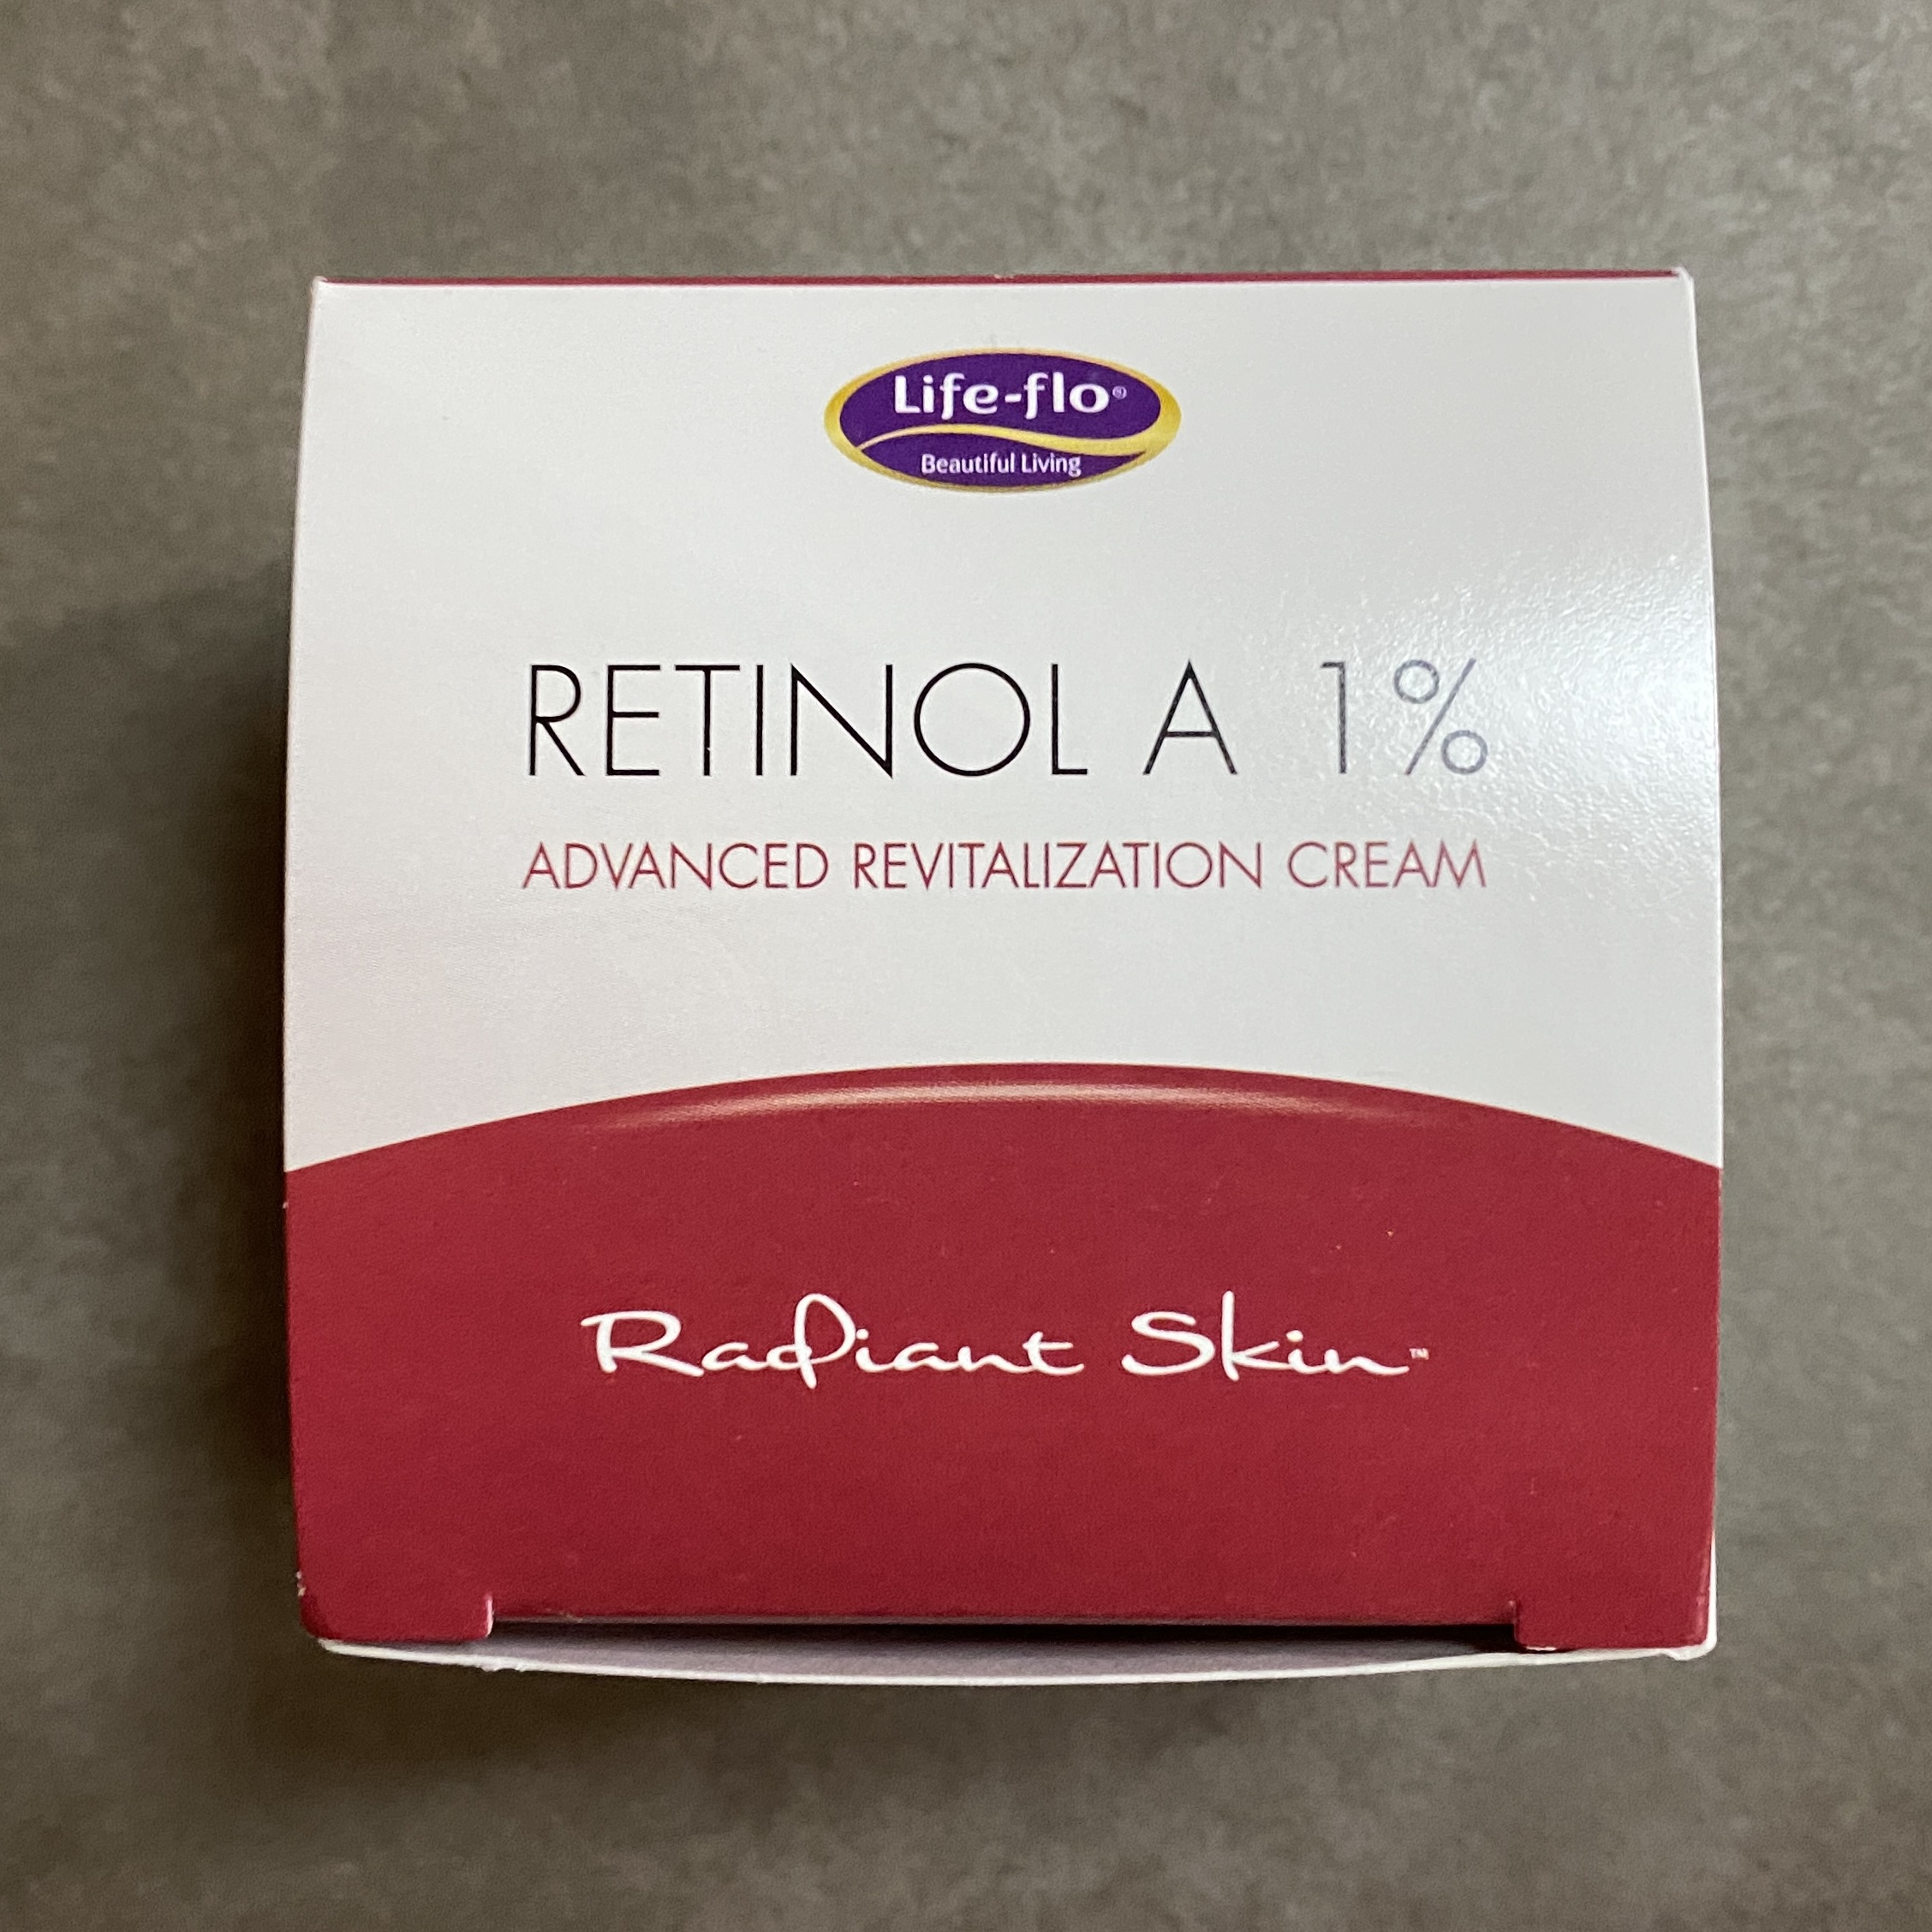 Life-flo®
Beautiful Living
RETINOL A 1%
ADVANCED REVITALIZATION CREAM
Radiant Skin™